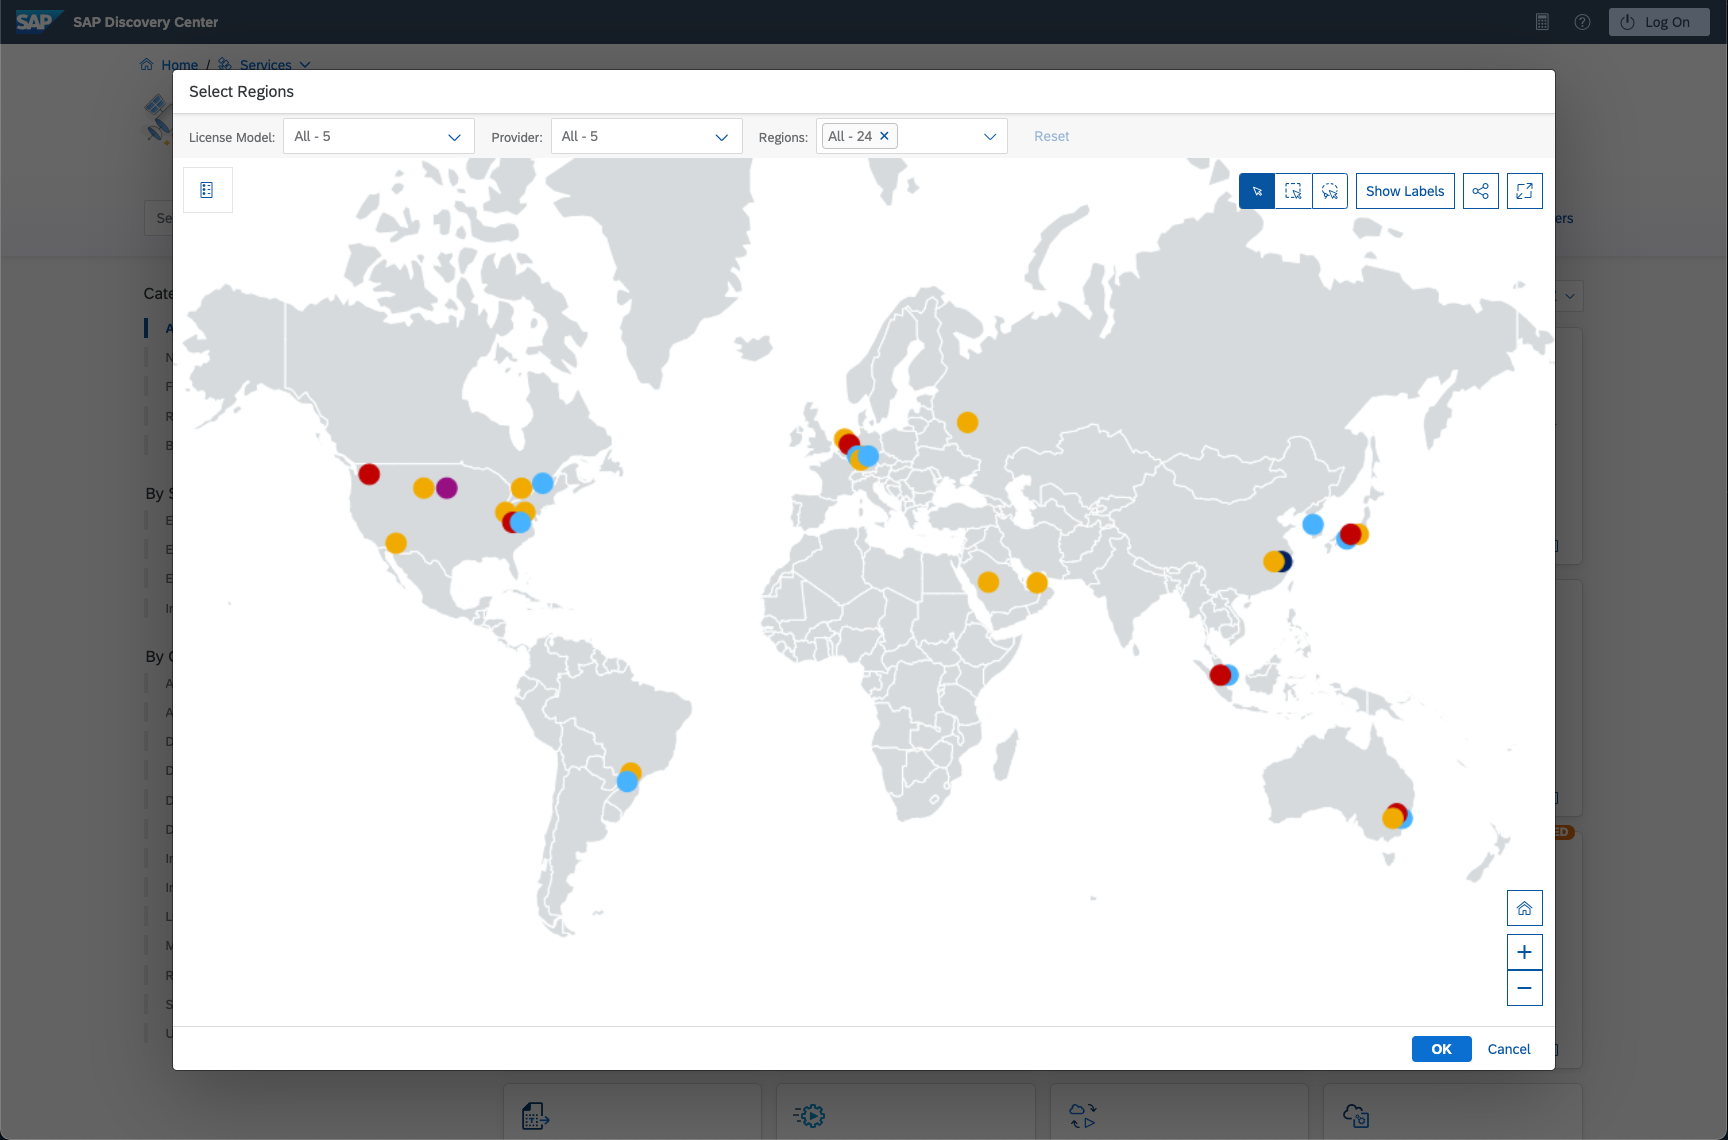 SAP SAP Discovery Center
Log On
Home / Services
Select Regions
License Model: All - 5 Provider: All - 5 Regions: All - 24 Reset
Show Labels
OK Cancel